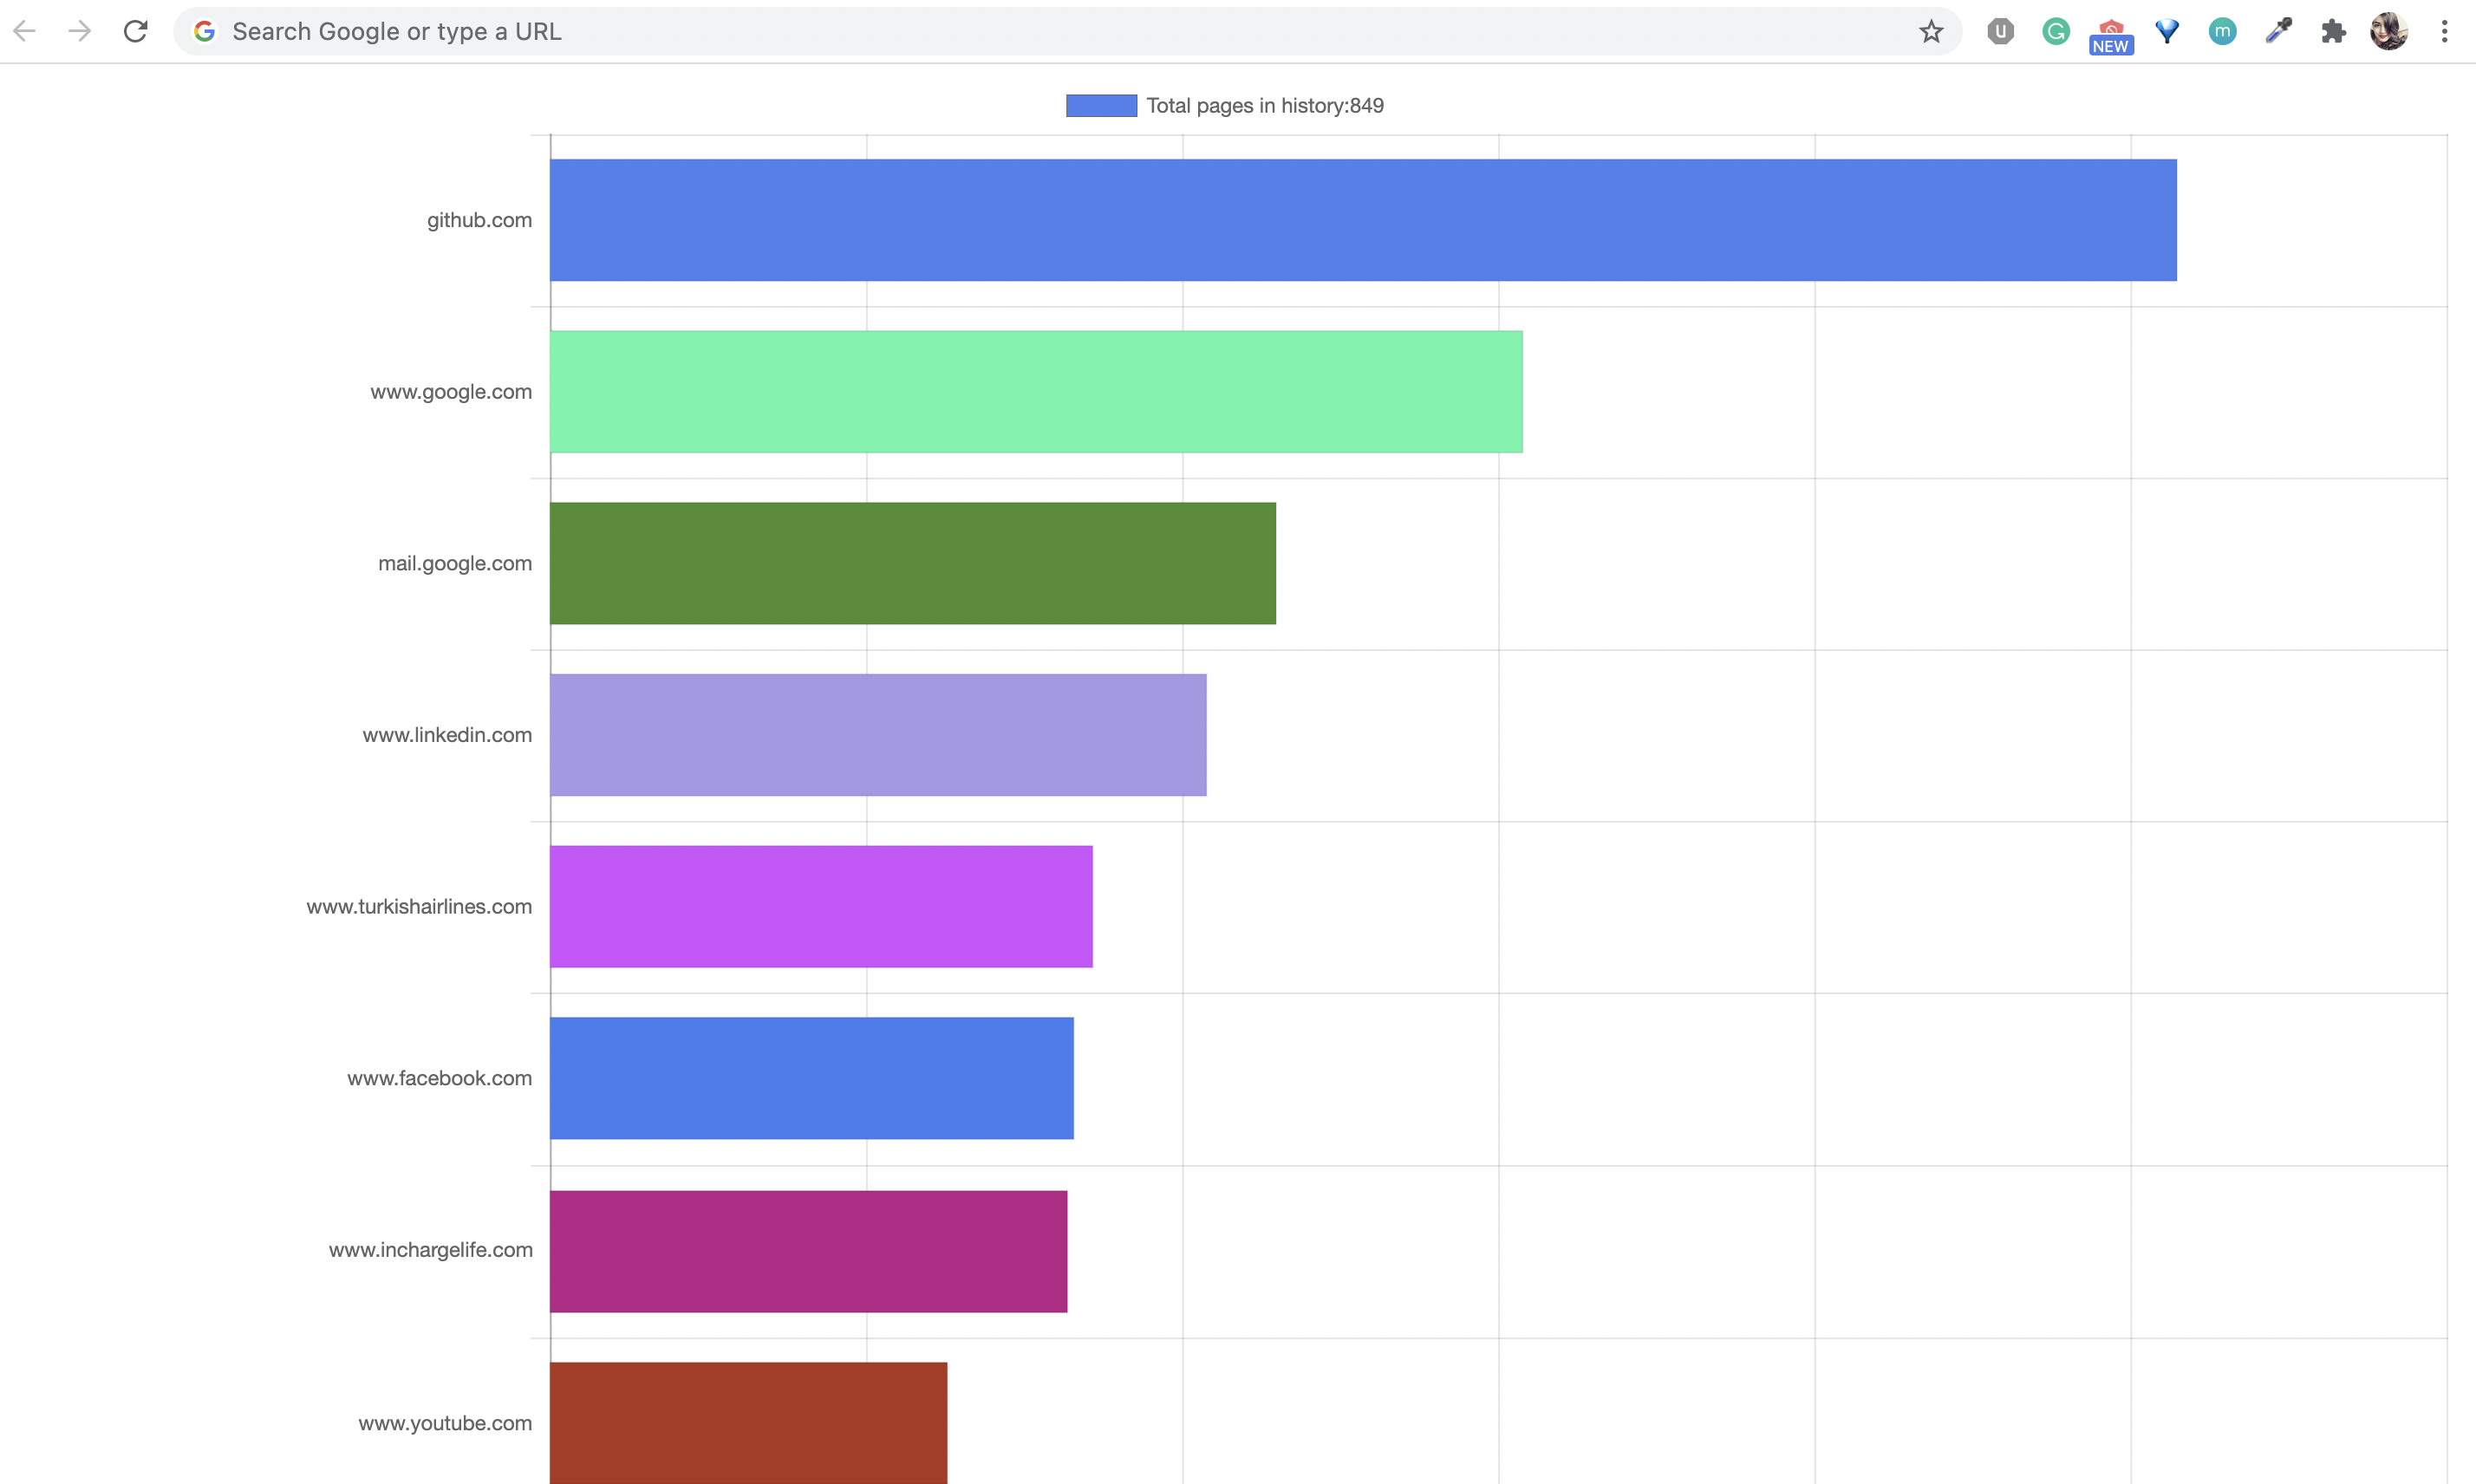 Search Google or type a URL
U
G
NEW
m
Total pages in history:849
github.com
www.google.com
mail.google.com
www.linkedin.com
www.turkishairlines.com
www.facebook.com
www.inchargelife.com
www.youtube.com